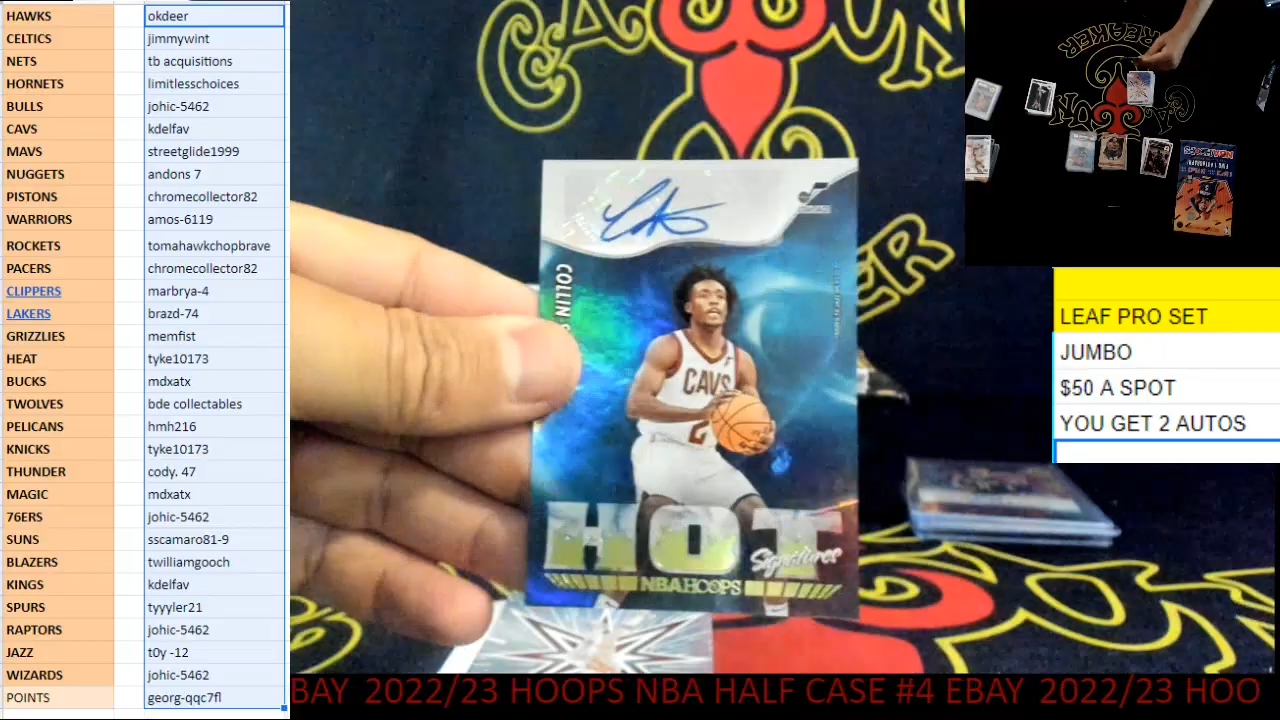 HAWKS okdeer
CELTICS jimmywint
NETS tb acquisitions
HORNETS limitlesschoices
BULLS johic-5462
CAVS kdelfav
MAVS streetglide1999
NUGGETS andons 7
PISTONS chromecollector82
WARRIORS amos-6119
ROCKETS tomahawkchopbrave
PACERS chromecollector82
CLIPPERS marbrya-4
LAKERS brazd-74
GRIZZLIES memfist
HEAT tyke10173
BUCKS mdxatx
TWOLVES bde collectables
PELICANS hmh216
KNICKS tyke10173
THUNDER cody. 47
MAGIC mdxatx
76ERS johic-5462
SUNS sscamaro81-9
BLAZERS twilliamgooch
KINGS kdelfav
SPURS tyyyler21
RAPTORS johic-5462
JAZZ t0y -12
WIZARDS johic-5462
POINTS georg-qqc7fl
COLLIN
CAVS
2
HOT
Signatures
NBA HOOPS
BREAKER
LEAF PRO SET
JUMBO
$50 A SPOT
YOU GET 2 AUTOS
BAY 2022/23 HOOPS NBA HALF CASE #4 EBAY 2022/23 HOO